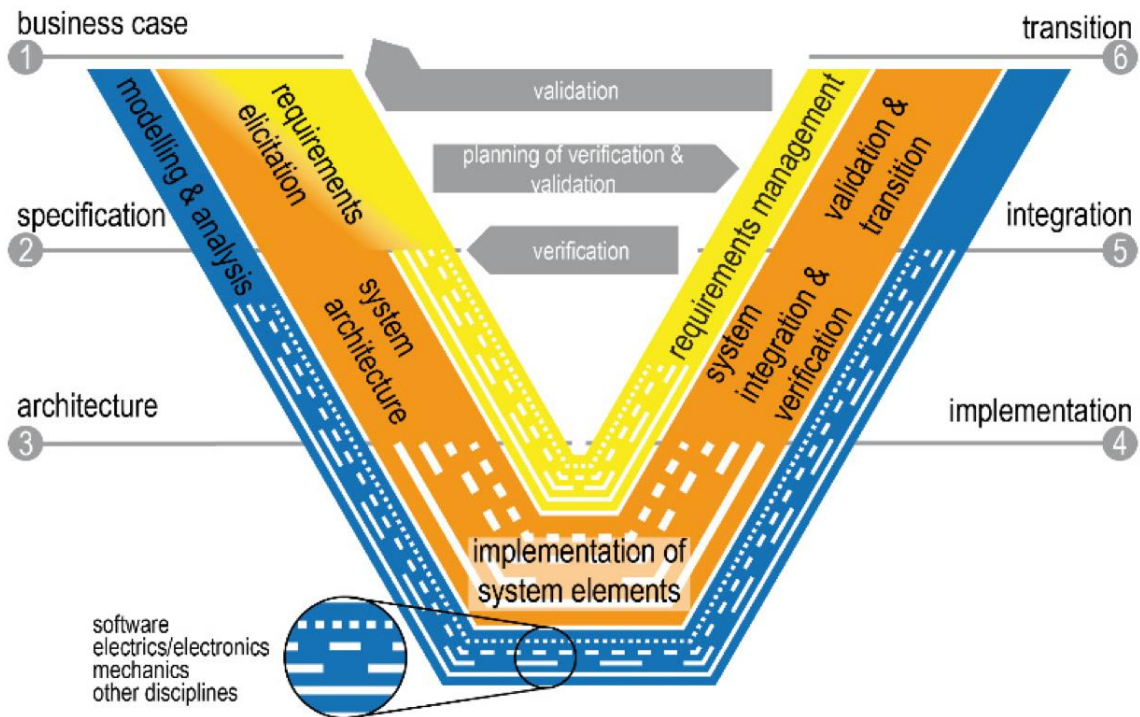 business case
1
transition
6
validation
planning of verification &
validation
verification
modelling & analysis
requirements
elicitation
requirements management
validation &
transition
specification
2
integration
5
system
architecture
system
integration &
verification
architecture
3
implementation
4
implementation of
system elements
software
electrics/electronics
mechanics
other disciplines